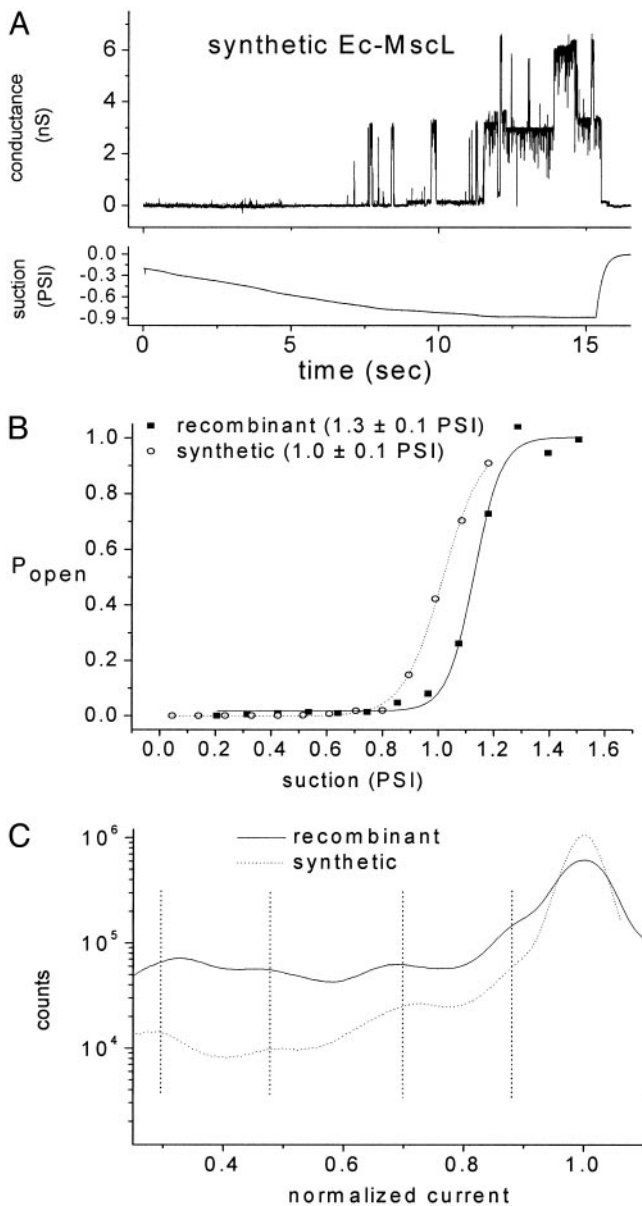 A
synthetic Ec-MscL
conductance
(nS)
6
4
2
0
suction
(PSI)
0.0
-0.3
-0.6
-0.9
0 5 10 15
time (sec)
B
recombinant (1.3 ± 0.1 PSI)
synthetic (1.0 ± 0.1 PSI)
1.0
0.8
0.6
0.4
0.2
0.0
Popen
0.0 0.2 0.4 0.6 0.8 1.0 1.2 1.4 1.6
suction (PSI)
C
recombinant
synthetic
10^6
10^5
10^4
counts
0.4 0.6 0.8 1.0
normalized current